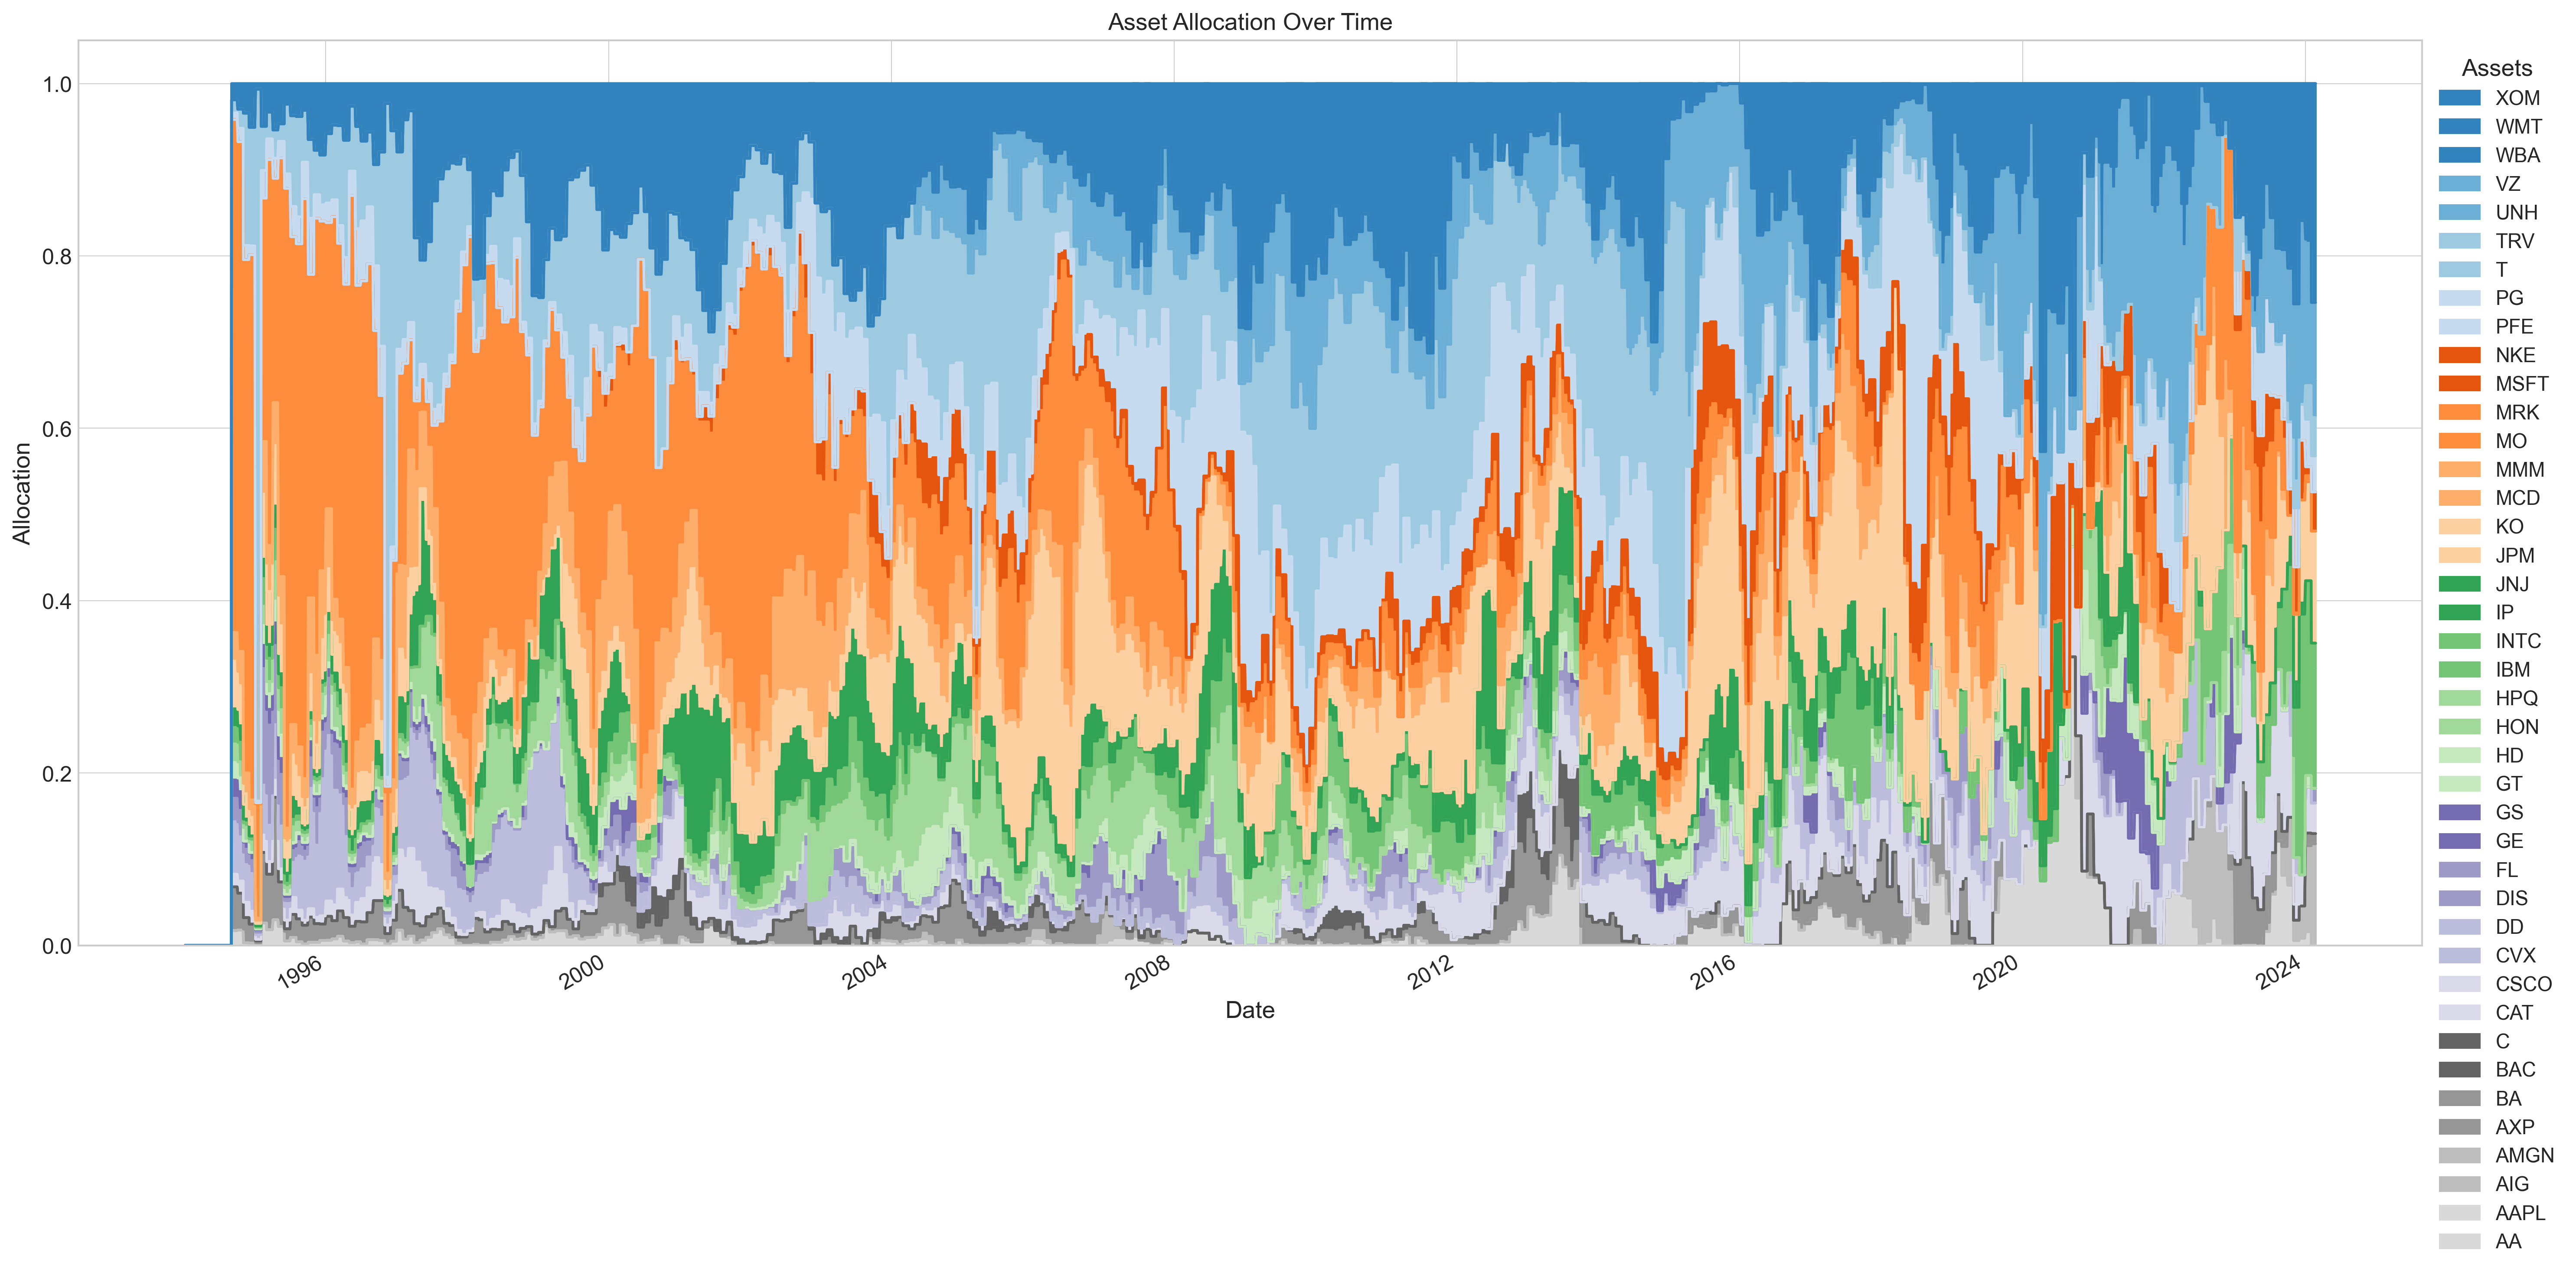 Asset Allocation Over Time
1.0
0.8
0.6
0.4
0.2
0.0
Allocation
1996
2000
2004
2008
2012
2016
2020
2024
Date
Assets
XOM
WMT
WBA
VZ
UNH
TRV
T
PG
PFE
NKE
MSFT
MRK
MO
MMM
MCD
KO
JPM
JNJ
IP
INTC
IBM
HPQ
HON
HD
GT
GS
GE
FL
DIS
DD
CVX
CSCO
CAT
C
BAC
BA
AXP
AMGN
AIG
AAPL
AA